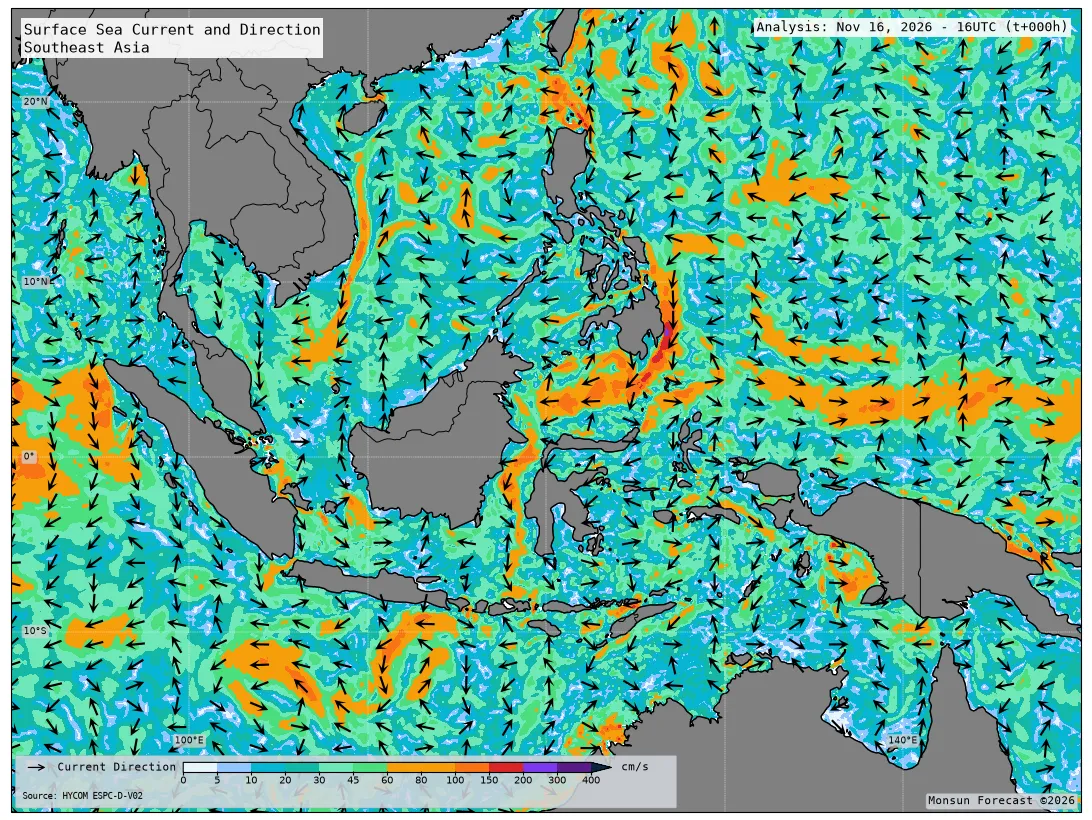 Surface Sea Current and Direction
Southeast Asia
Analysis: Nov 16, 2026 - 16UTC (t+000h)
20°N
10°N
0°
10°S
100°E
140°E
Current Direction
0 5 10 20 30 45 60 80 100 150 200 300 400
cm/s
Source: HYCOM ESPC-D-V02
Monsun Forecast ©2026